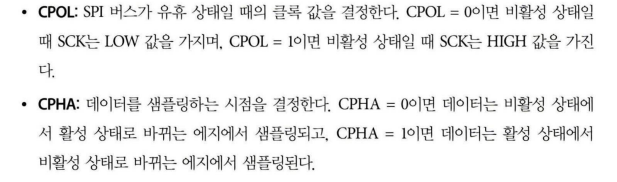 • CPOL: SPI 버스가 유휴 상태일 때의 클록 값을 결정한다. CPOL = 0이면 비활성 상태일
때 SCK는 LOW 값을 가지며, CPOL = 1이면 비활성 상태일 때 SCK는 HIGH 값을 가진
다.
• CPHA: 데이터를 샘플링하는 시점을 결정한다. CPHA = 0이면 데이터는 비활성 상태에
서 활성 상태로 바뀌는 에지에서 샘플링되고, CPHA = 1이면 데이터는 활성 상태에서
비활성 상태로 바뀌는 에지에서 샘플링된다.